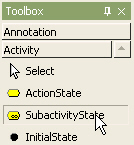 Toolbox
Annotation
Activity
Select
ActionState
SubactivityState
InitialState